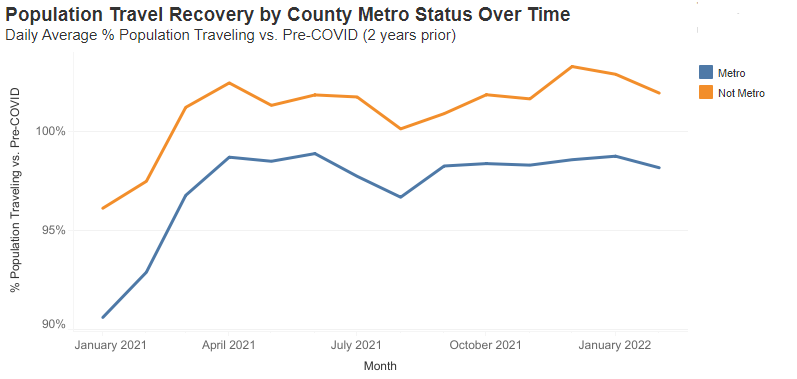 Population Travel Recovery by County Metro Status Over Time
Daily Average % Population Traveling vs. Pre-COVID (2 years prior)
Metro
Not Metro
% Population Traveling vs. Pre-COVID
100%
95%
90%
January 2021
April 2021
July 2021
October 2021
January 2022
Month